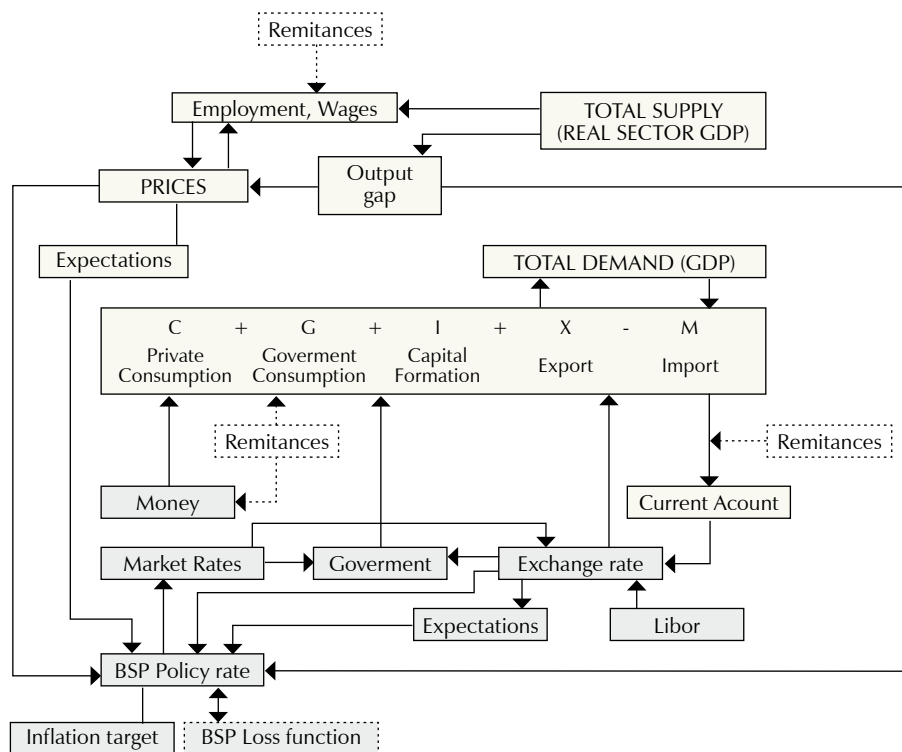 Remitances
Employment, Wages
TOTAL SUPPLY
(REAL SECTOR GDP)
PRICES
Output
gap
Expectations
TOTAL DEMAND (GDP)
C + G + I + X - M
Private
Consumption
Goverment
Consumption
Capital
Formation
Export
Import
Remitances
Remitances
Money
Current Acount
Market Rates
Goverment
Exchange rate
Expectations
Libor
BSP Policy rate
Inflation target
BSP Loss function